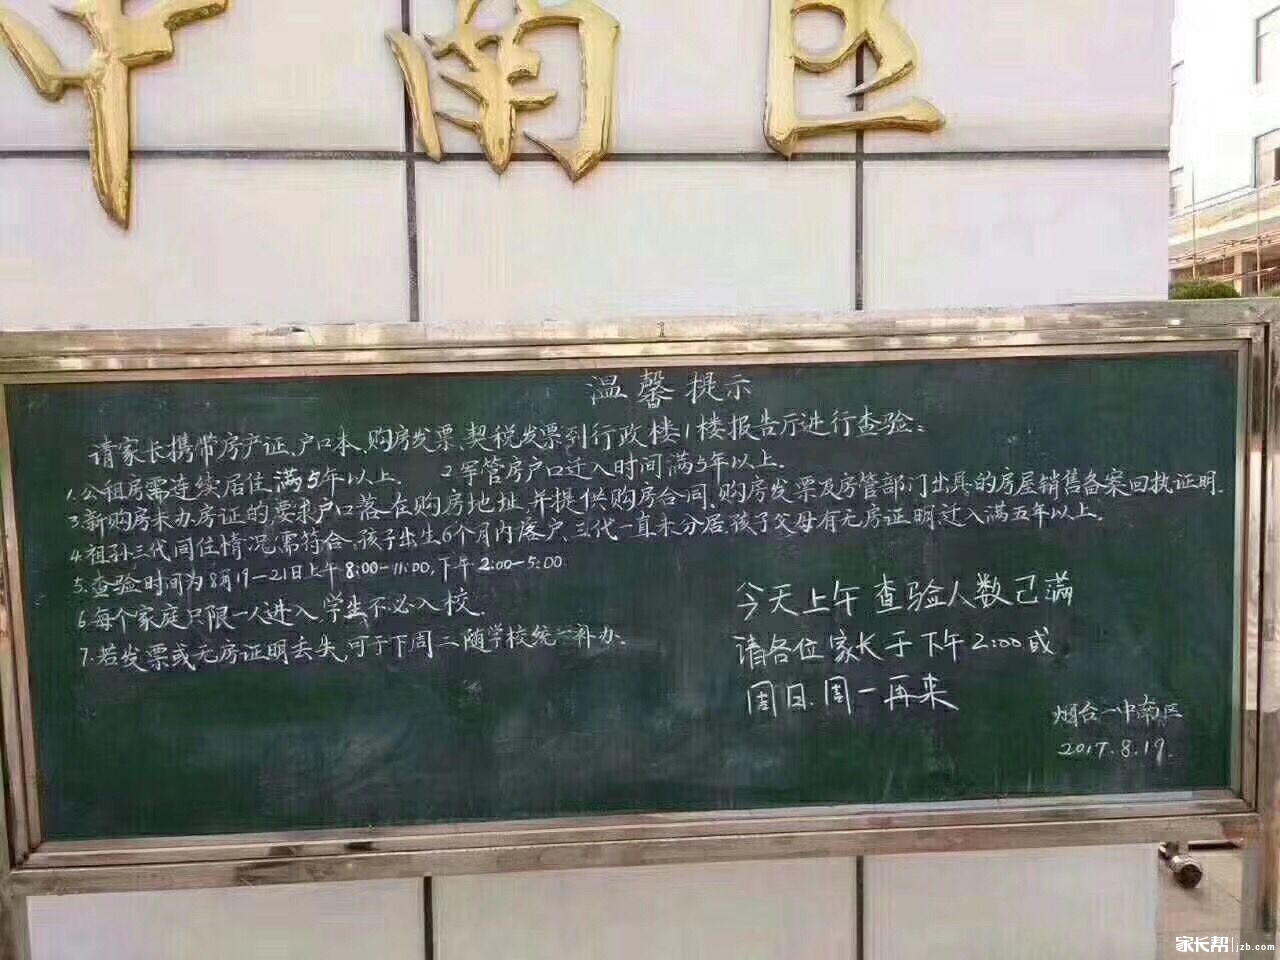 中南区
温馨提示
请家长携带房产证、户口本、购房发票、契税发票到行政楼1楼报告厅进行查验:
1.公租房需连续居住满5年以上. 2.军管房户口迁入时间满5年以上.
3.新购房未办房证的要求户口落在购房地址,并提供购房合同、购房发票及房管部门出具的房屋销售备案回执证明.
4.祖孙三代同住情况,需符合:孩子出生6个月内落户、三代一直未分居、孩子父母有无房证明迁入满五年以上.
5.查验时间为8月19—21日上午8:00-11:00,下午2:00-5:00
6.每个家庭只限一人进入,学生不必入校.
7.若发票或无房证明丢失,可于下周二随学校统一补办.
今天上午查验人数已满
请各位家长于下午2:00或
周日、周一再来
烟台一中南区
2017.8.19.
家长帮 jzb.com